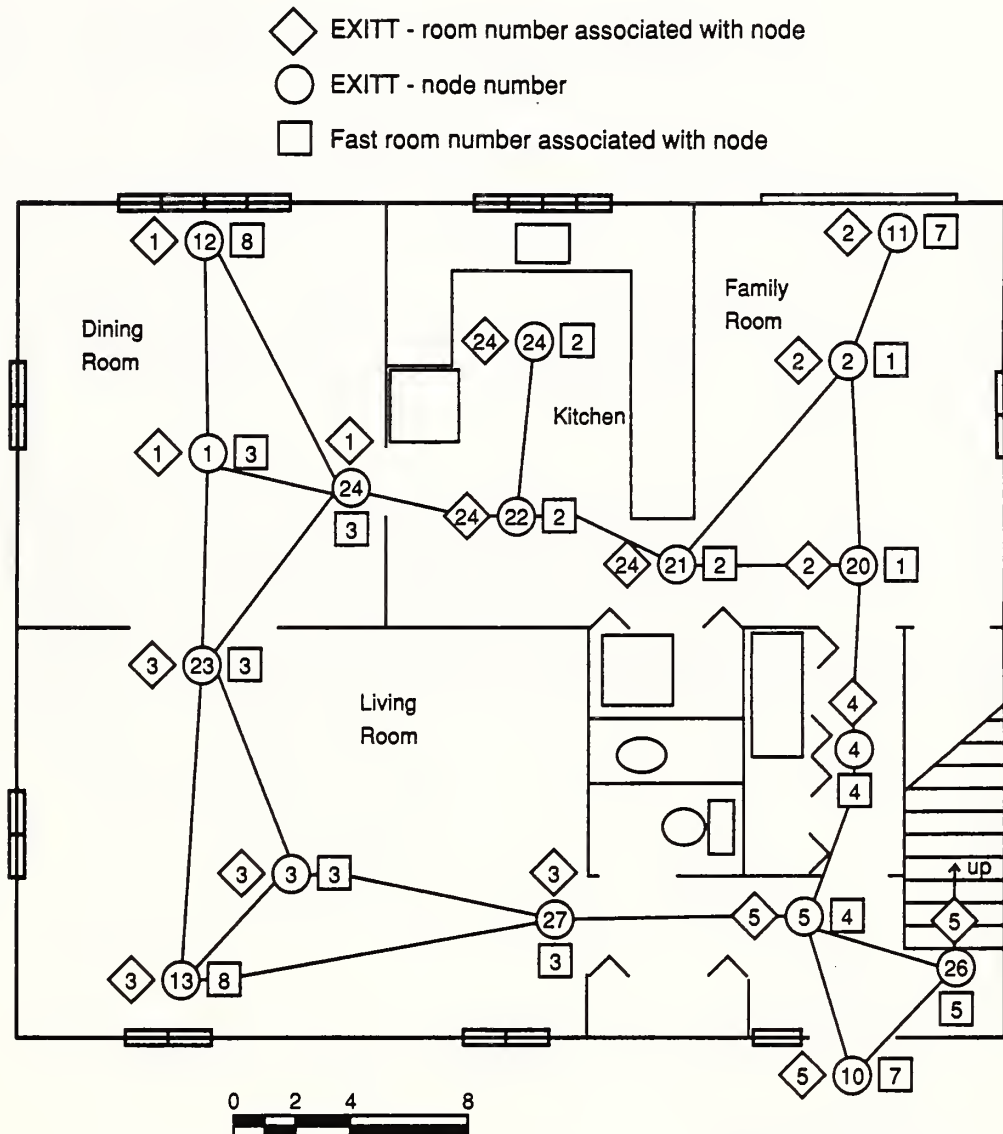 EXITT - room number associated with node
EXITT - node number
Fast room number associated with node
1 12 8
2 11 7
Dining
Room
Family
Room
24 24 2
2 2 1
Kitchen
1
1 1 3
24
3
24 22 2
24 21 2
2 20 1
3 23 3
Living
Room
4
4
4
3 3 3
3
27
3
up
5 5 4
5
26
5
3 13 8
5 10 7
0 2 4 8